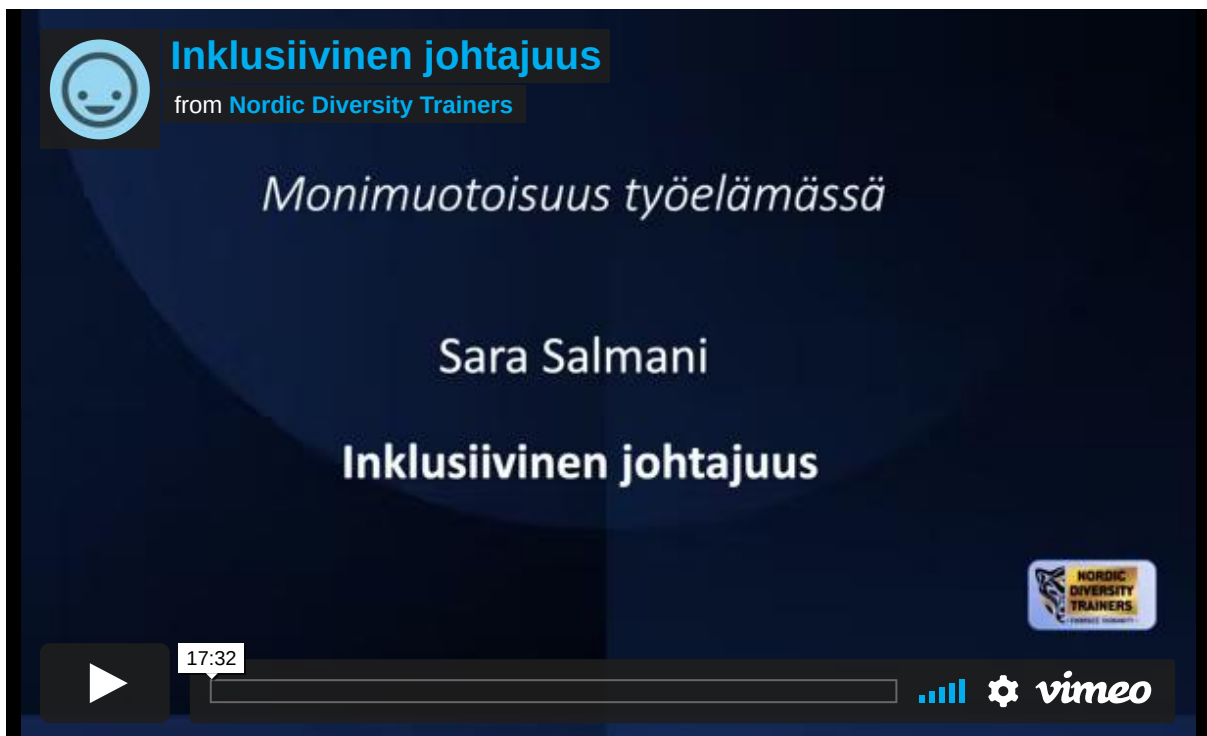 Inklusiivinen johtajuus
from Nordic Diversity Trainers
Monimuotoisuus työelämässä
Sara Salmani
Inklusiivinen johtajuus
NORDIC
DIVERSITY
TRAINERS
17:32
vimeo